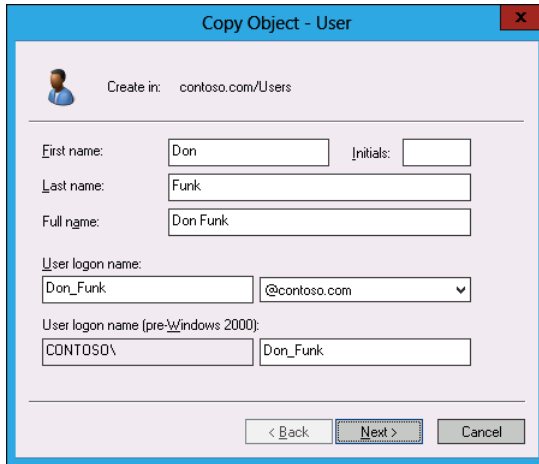 Copy Object - User
x
Create in: contoso.com/Users
First name: Don Initials:
Last name: Funk
Full name: Don Funk
User logon name:
Don_Funk @contoso.com
User logon name (pre-Windows 2000):
CONTOSO\ Don_Funk
< Back Next > Cancel